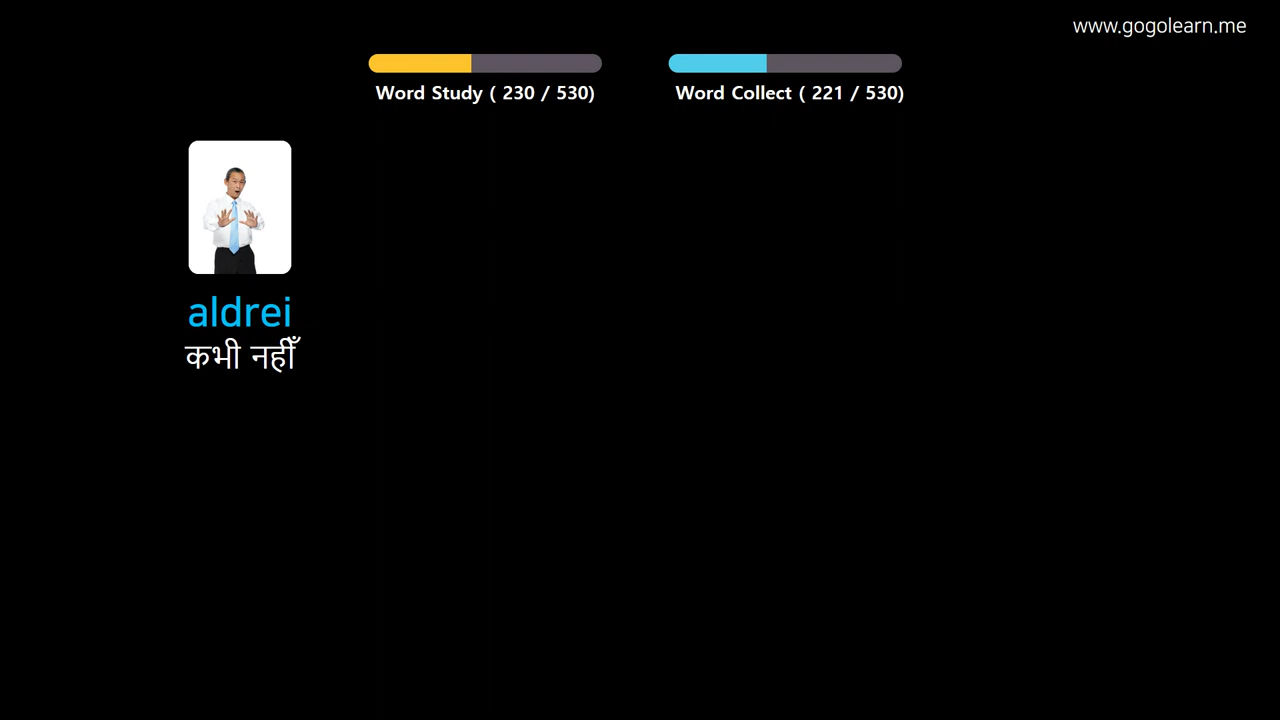 www.gogolearn.me
Word Study ( 230 / 530)
Word Collect ( 221 / 530)
aldrei
कभी नहीँ